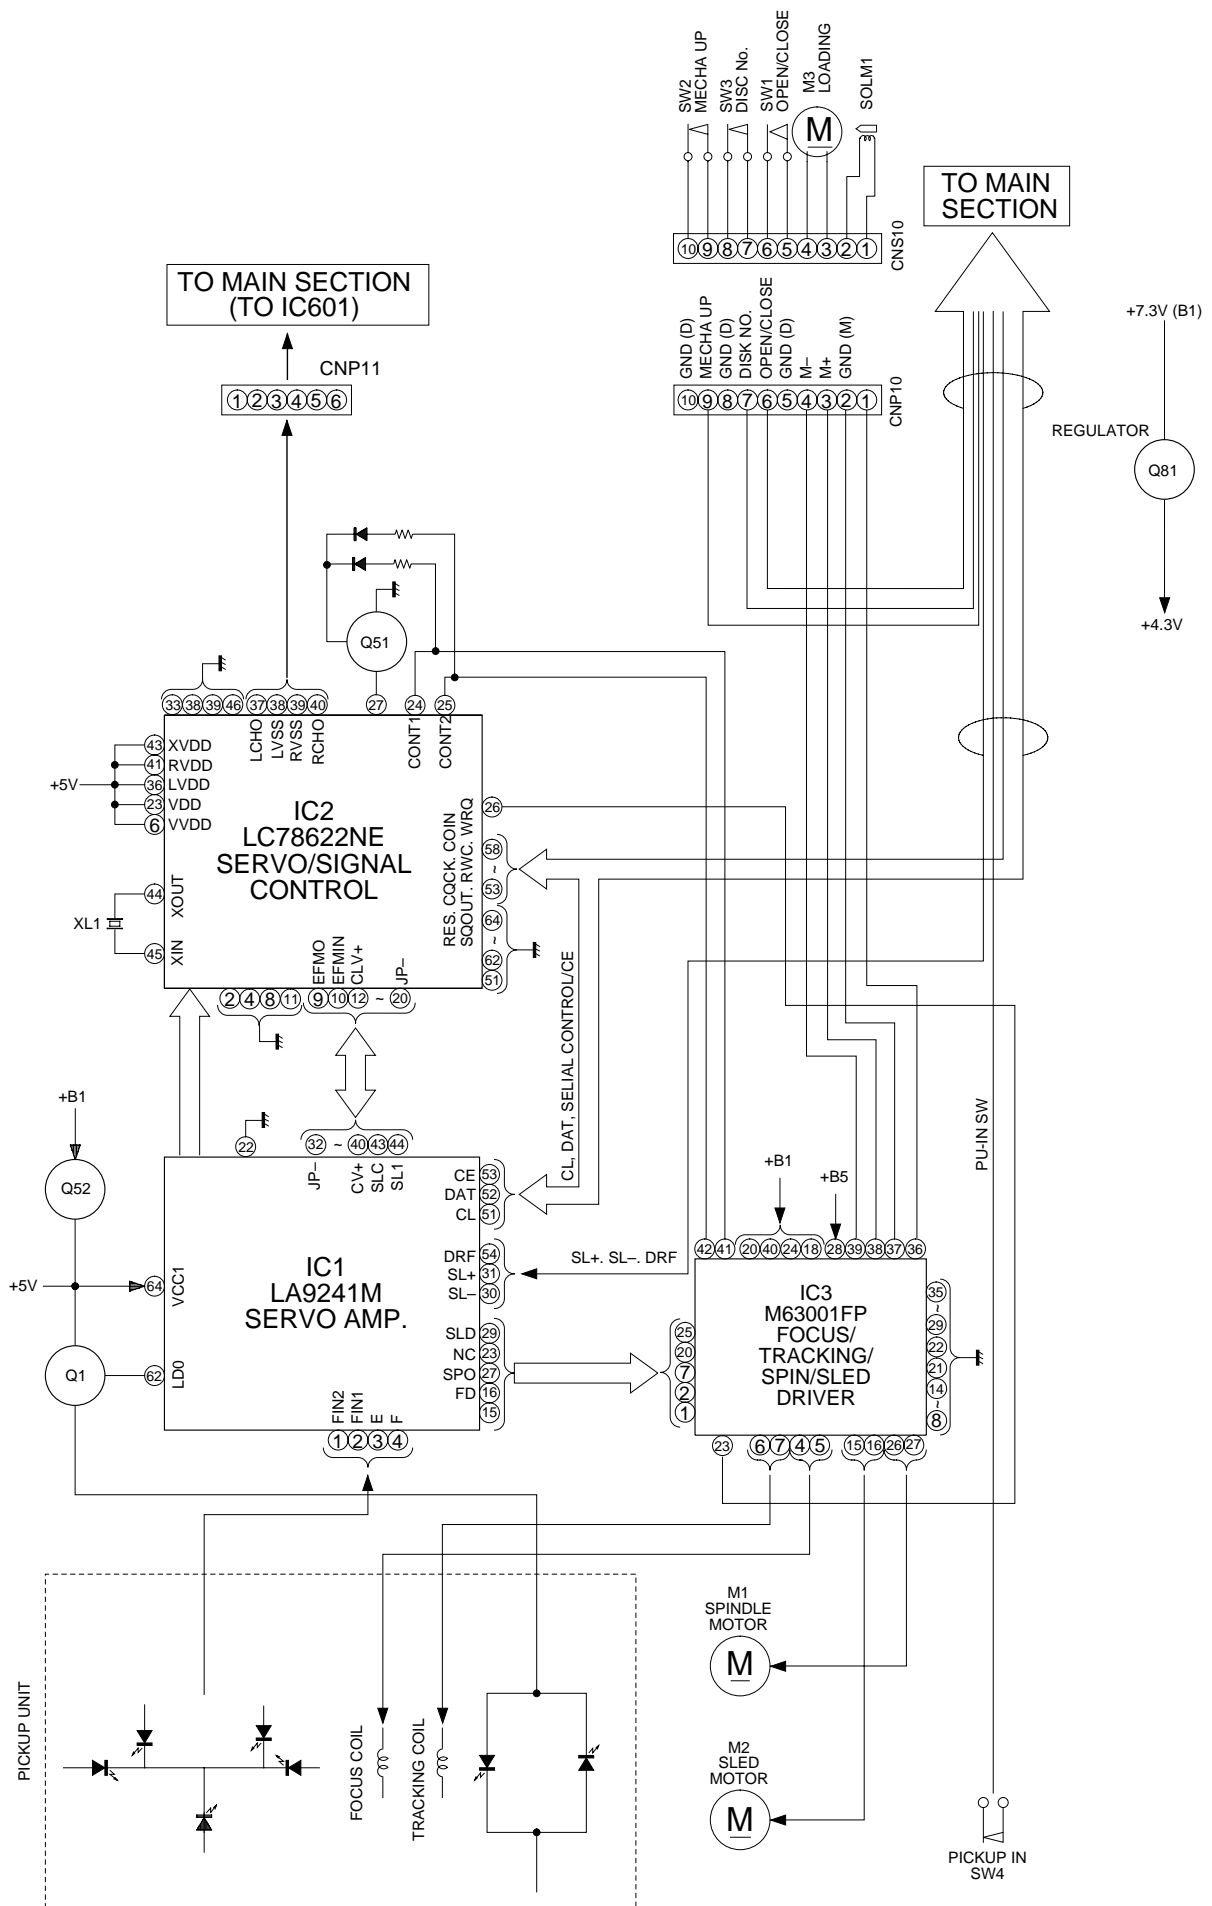 SW2
MECHA UP
SW3
DISC No.
SW1
OPEN/CLOSE
M3
LOADING
M
SOLM1
10 9 8 7 6 5 4 3 2 1
CNS10
TO MAIN
SECTION
TO MAIN SECTION
(TO IC601)
CNP11
1 2 3 4 5 6
GND (D)
MECHA UP
GND (D)
DISK NO.
OPEN/CLOSE
GND (D)
M–
M+
GND (M)
10 9 8 7 6 5 4 3 2 1
CNP10
+7.3V (B1)
REGULATOR
Q81
+4.3V
Q51
33 38 39 46 37 38 39 40 27 24 25
LCHO
LVSS
RVSS
RCHO
CONT1
CONT2
+5V
43 XVDD
41 RVDD
36 LVDD
23 VDD
6 VVDD
IC2
LC78622NE
SERVO/SIGNAL
CONTROL
44 XOUT
XL1
45 XIN
RES. CQCK. COIN
SQOUT. RWC. WRQ
26
58
~
53
64
~
62
51
EFMO
EFMIN
CLV+
JP–
2 4 8 11 9 10 12 ~ 20
CL, DAT, SELIAL CONTROL/CE
PU-IN SW
+B1
Q52
+5V
Q1
22
32 ~ 40 43 44
JP–
CV+
SLC
SL1
64 VCC1
62 LD0
IC1
LA9241M
SERVO AMP.
CE 53
DAT 52
CL 51
DRF 54
SL+ 31
SL– 30
SL+. SL–. DRF
SLD 29
NC 23
SPO 27
FD 16
15
FIN2
FIN1
E
F
1 2 3 4
+B1
+B5
42 41 20 40 24 18 28 39 38 37 36
IC3
M63001FP
FOCUS/
TRACKING/
SPIN/SLED
DRIVER
25
20
7
2
1
35
~
29
22
21
14
~
8
23 6 7 4 5 15 16 26 27
PICKUP UNIT
FOCUS COIL
TRACKING COIL
M1
SPINDLE
MOTOR
M
M2
SLED
MOTOR
M
PICKUP IN
SW4